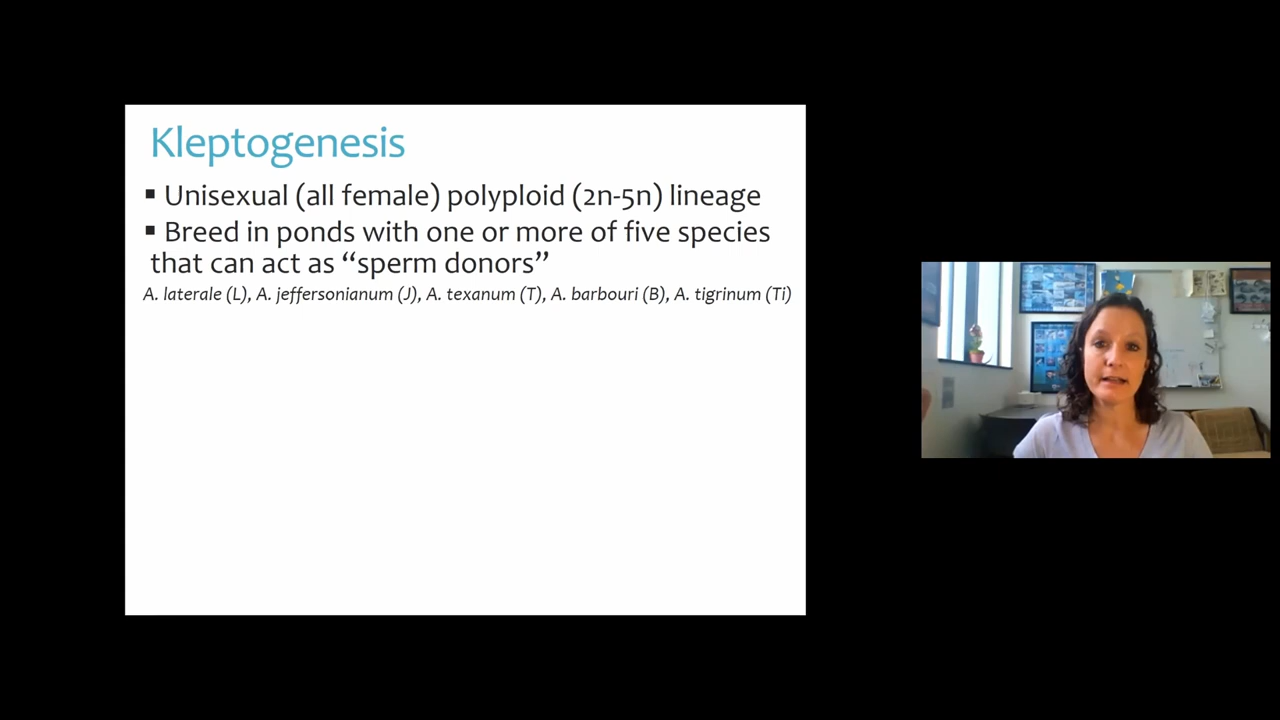 Kleptogenesis
▪ Unisexual (all female) polyploid (2n-5n) lineage
▪ Breed in ponds with one or more of five species
that can act as “sperm donors”
A. laterale (L), A. jeffersonianum (J), A. texanum (T), A. barbouri (B), A. tigrinum (Ti)